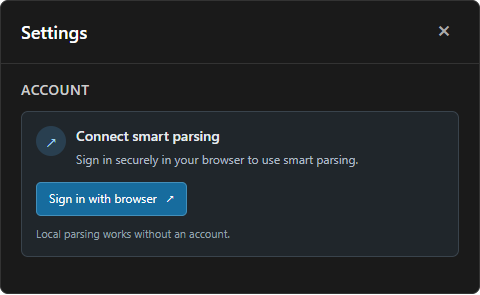 Settings
ACCOUNT
Connect smart parsing
Sign in securely in your browser to use smart parsing.
Sign in with browser ↗
Local parsing works without an account.